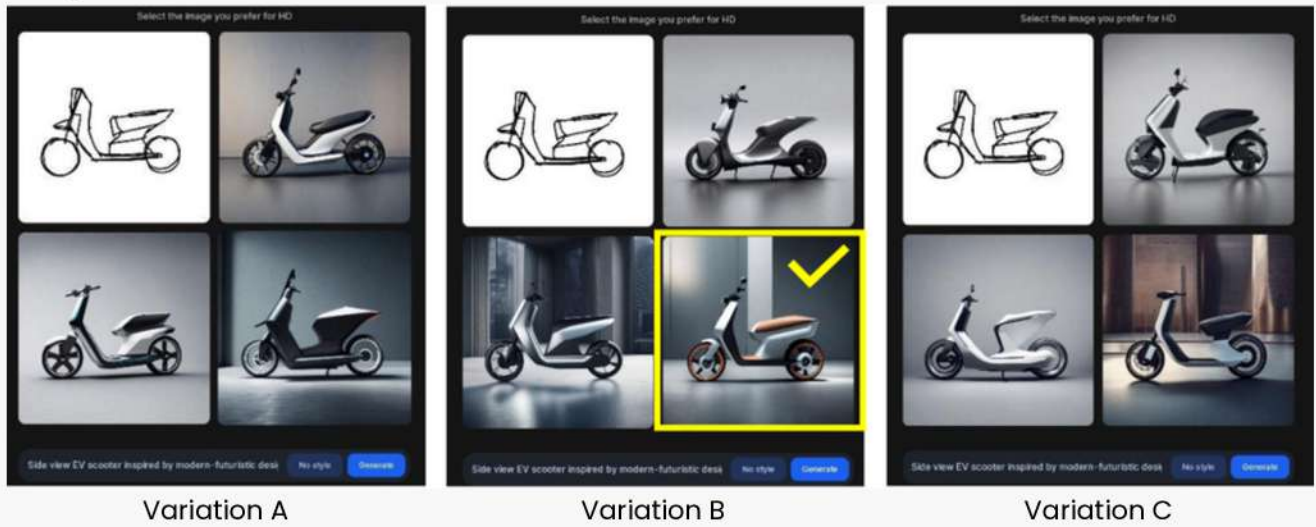 Select the image you prefer for HD
Select the image you prefer for HD
Select the image you prefer for HD
Side view EV scooter inspired by modern-futuristic desi
No style
Generate
Side view EV scooter inspired by modern-futuristic desi
No style
Generate
Side view EV scooter inspired by modern-futuristic desi
No style
Generate
Variation A
Variation B
Variation C